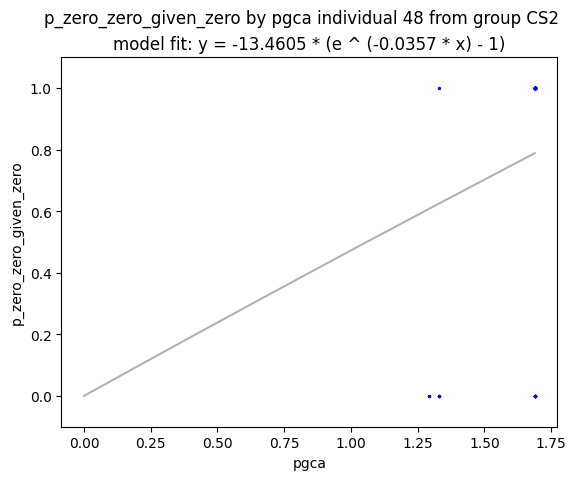 p_zero_zero_given_zero by pgca individual 48 from group CS2
model fit: y = -13.4605 * (e ^ (-0.0357 * x) - 1)
1.0
0.8
0.6
0.4
0.2
0.0
p_zero_zero_given_zero
0.00 0.25 0.50 0.75 1.00 1.25 1.50 1.75
pgca